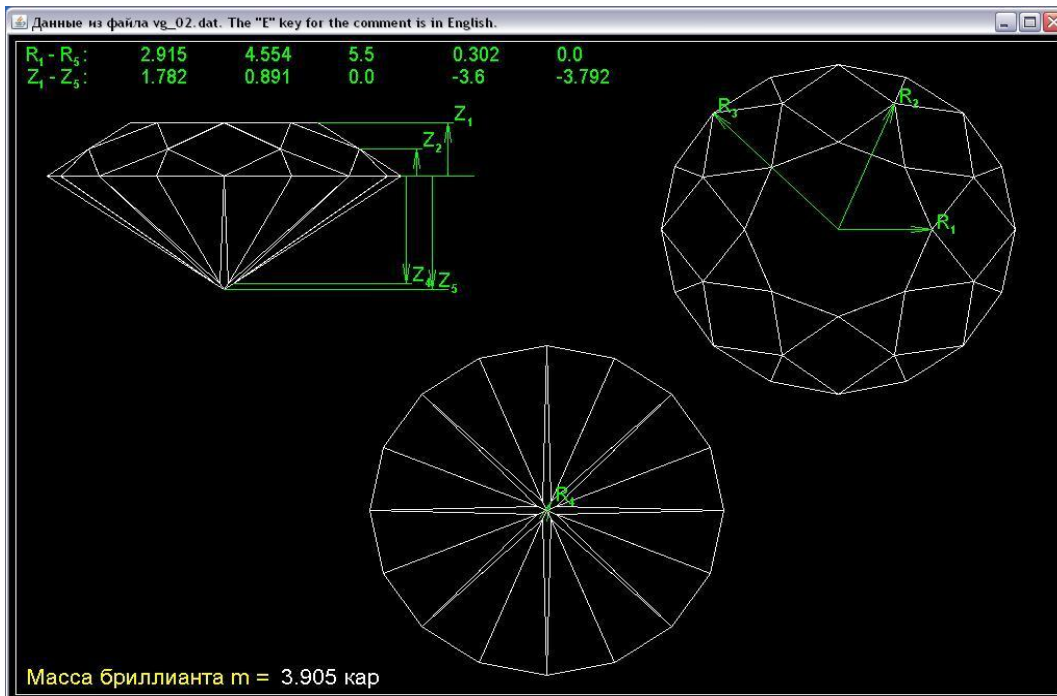 Данные из файла vg_02.dat. The "E" key for the comment is in English.
R₁ - R₅: 2.915 4.554 5.5 0.302 0.0
Z₁ - Z₅: 1.782 0.891 0.0 -3.6 -3.792
Z₁
Z₂
Z₄
Z₅
R₃
R₂
R₁
R₄
Масса бриллианта m = 3.905 кар